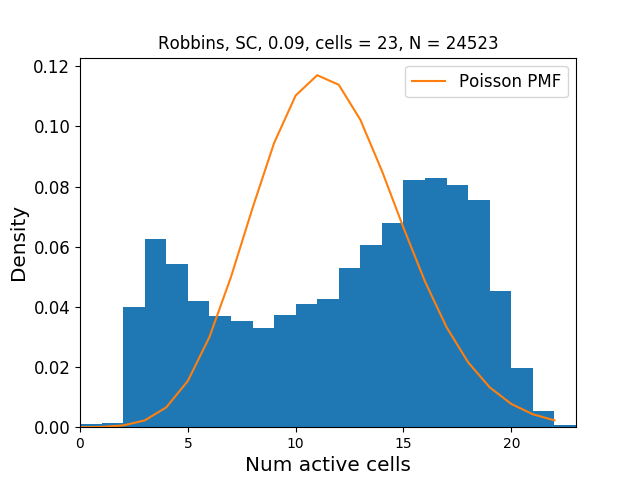 Robbins, SC, 0.09, cells = 23, N = 24523
Poisson PMF
Density
0.12
0.10
0.08
0.06
0.04
0.02
0.00
0 5 10 15 20
Num active cells